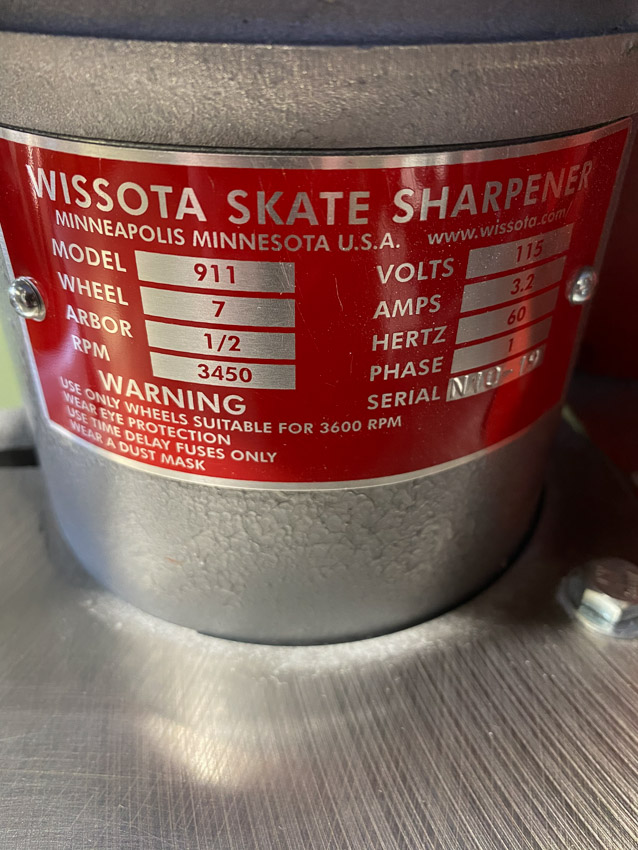 WISSOTA SKATE SHARPENER
MINNEAPOLIS MINNESOTA U.S.A. www.wissota.com
MODEL 911
WHEEL 7
ARBOR 1/2
RPM 3450
VOLTS 115
AMPS 3.2
HERTZ 60
PHASE 1
SERIAL
WARNING
USE ONLY WHEELS SUITABLE FOR 3600 RPM
WEAR EYE PROTECTION
USE TIME DELAY FUSES ONLY
WEAR A DUST MASK